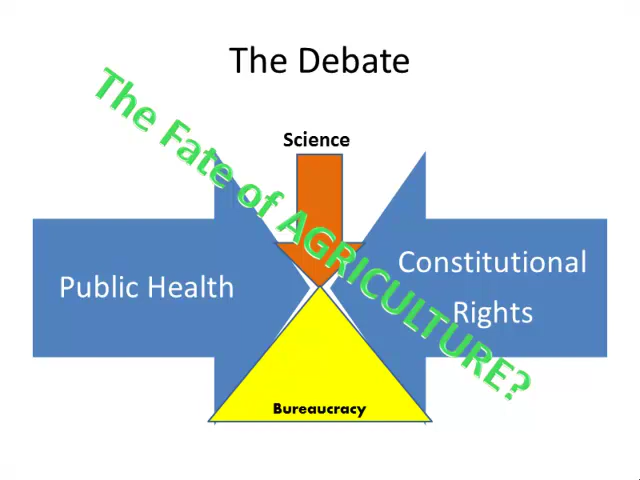 The Debate
The Fate of AGRICULTURE?
Science
Public Health
Constitutional
Rights
Bureaucracy